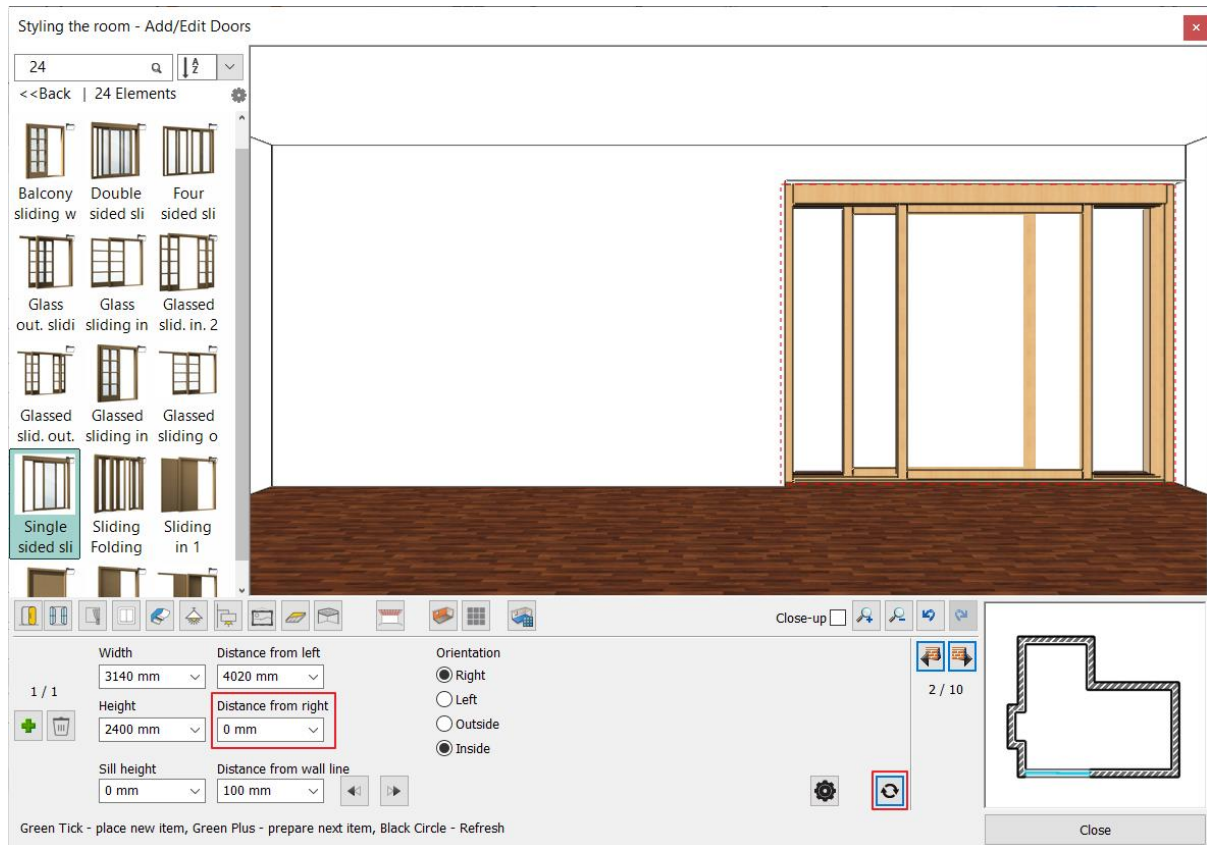 Styling the room - Add/Edit Doors
24
A
Z
<<Back | 24 Elements
Balcony Double Four
sliding w sided sli sided sli
Glass Glass Glassed
out. slidi sliding in slid. in. 2
Glassed Glassed Glassed
slid. out. sliding in sliding o
Single Sliding Sliding
sided sli Folding in 1
Close-up
Width Distance from left Orientation
3140 mm 4020 mm Right
1 / 1
Height Distance from right Left
2400 mm 0 mm Outside
Inside
Sill height Distance from wall line
0 mm 100 mm
2 / 10
Green Tick - place new item, Green Plus - prepare next item, Black Circle - Refresh
Close